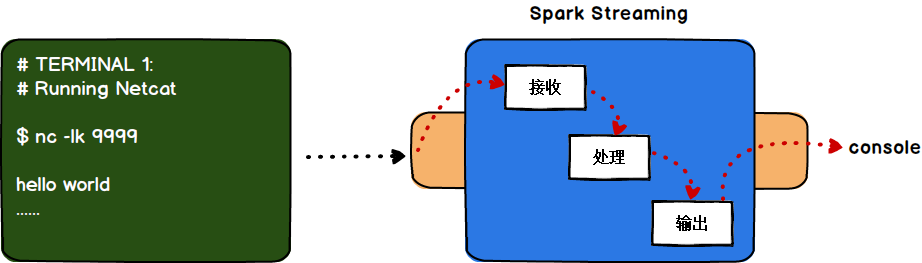 Spark Streaming
# TERMINAL 1:
# Running Netcat
$ nc -lk 9999
hello world
......
接收
处理
输出
console